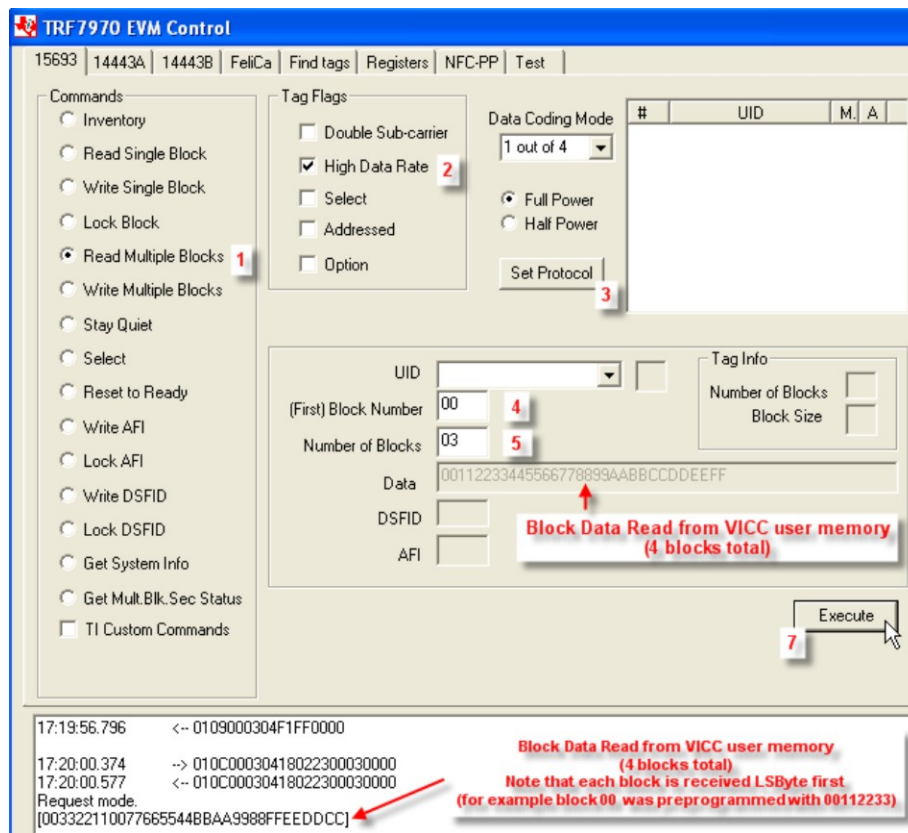 TRF7970 EVM Control
15693 14443A 14443B FeliCa Find tags Registers NFC-PP Test
Commands
Inventory
Read Single Block
Write Single Block
Lock Block
Read Multiple Blocks 1
Write Multiple Blocks
Stay Quiet
Select
Reset to Ready
Write AFI
Lock AFI
Write DSFID
Lock DSFID
Get System Info
Get Mult.Blk.Sec Status
TI Custom Commands
Tag Flags
Double Sub-carrier
High Data Rate 2
Select
Addressed
Option
Data Coding Mode
1 out of 4
Full Power
Half Power
Set Protocol
3
# UID M. A
UID
(First) Block Number 00 4
Number of Blocks 03 5
Data 00112233445566778899AABBCCDDEEFF
DSFID
AFI
Tag Info
Number of Blocks
Block Size
Block Data Read from VICC user memory
(4 blocks total)
Execute
7
17:19:56.796 <-- 0109000304F1FF0000
17:20:00.374 --> 010C00030418022300030000
17:20:00.577 <-- 010C00030418022300030000
Request mode.
[003322110077665544BBAA9988FFEEDDCC]
Block Data Read from VICC user memory
(4 blocks total)
Note that each block is received LSByte first
(for example block 00 was preprogrammed with 00112233)